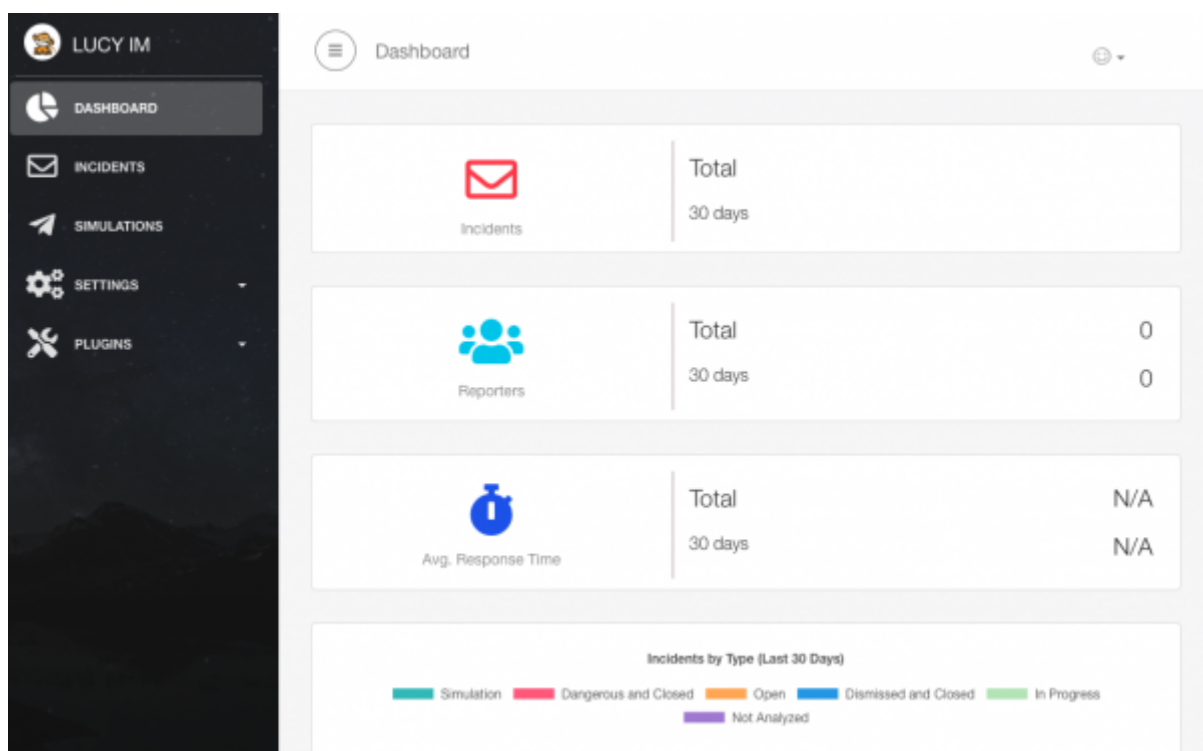 LUCY IM
DASHBOARD
INCIDENTS
SIMULATIONS
SETTINGS
PLUGINS
Dashboard
Incidents
Total
30 days
Reporters
Total 0
30 days 0
Avg. Response Time
Total N/A
30 days N/A
Incidents by Type (Last 30 Days)
Simulation Dangerous and Closed Open Dismissed and Closed In Progress
Not Analyzed